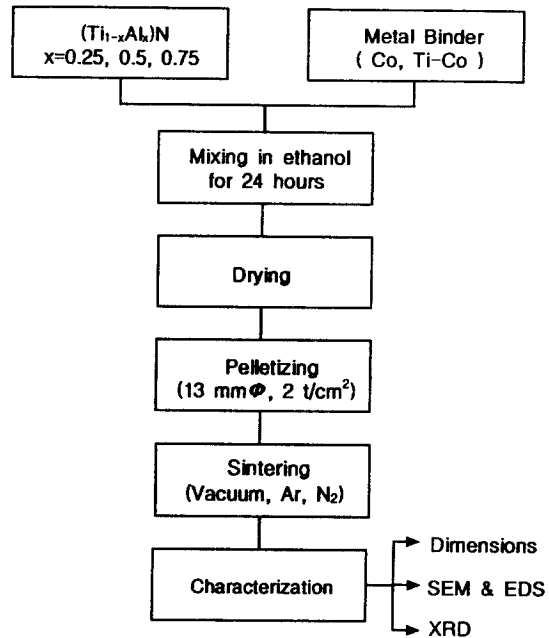 (Ti₁₋ₓAlₓ)N
x=0.25, 0.5, 0.75
Metal Binder
( Co, Ti-Co )
Mixing in ethanol
for 24 hours
Drying
Pelletizing
(13 mmΦ, 2 t/cm²)
Sintering
(Vacuum, Ar, N₂)
Characterization
Dimensions
SEM & EDS
XRD